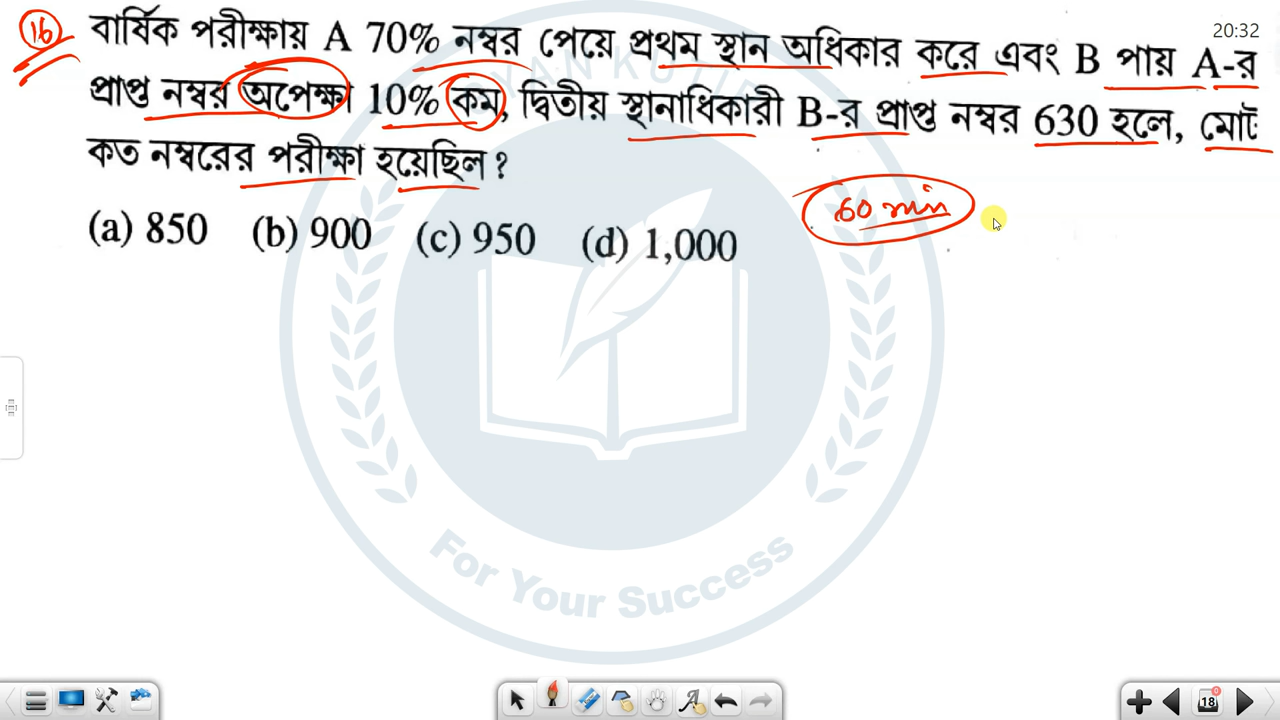 20:32
16
বার্ষিক পরীক্ষায় A 70% নম্বর পেয়ে প্রথম স্থান অধিকার করে এবং B পায় A-র
প্রাপ্ত নম্বর অপেক্ষা 10% কম, দ্বিতীয় স্থানাধিকারী B-র প্রাপ্ত নম্বর 630 হলে, মোট
কত নম্বরের পরীক্ষা হয়েছিল?
60 min
(a) 850 (b) 900 (c) 950 (d) 1,000
For Your Success
18